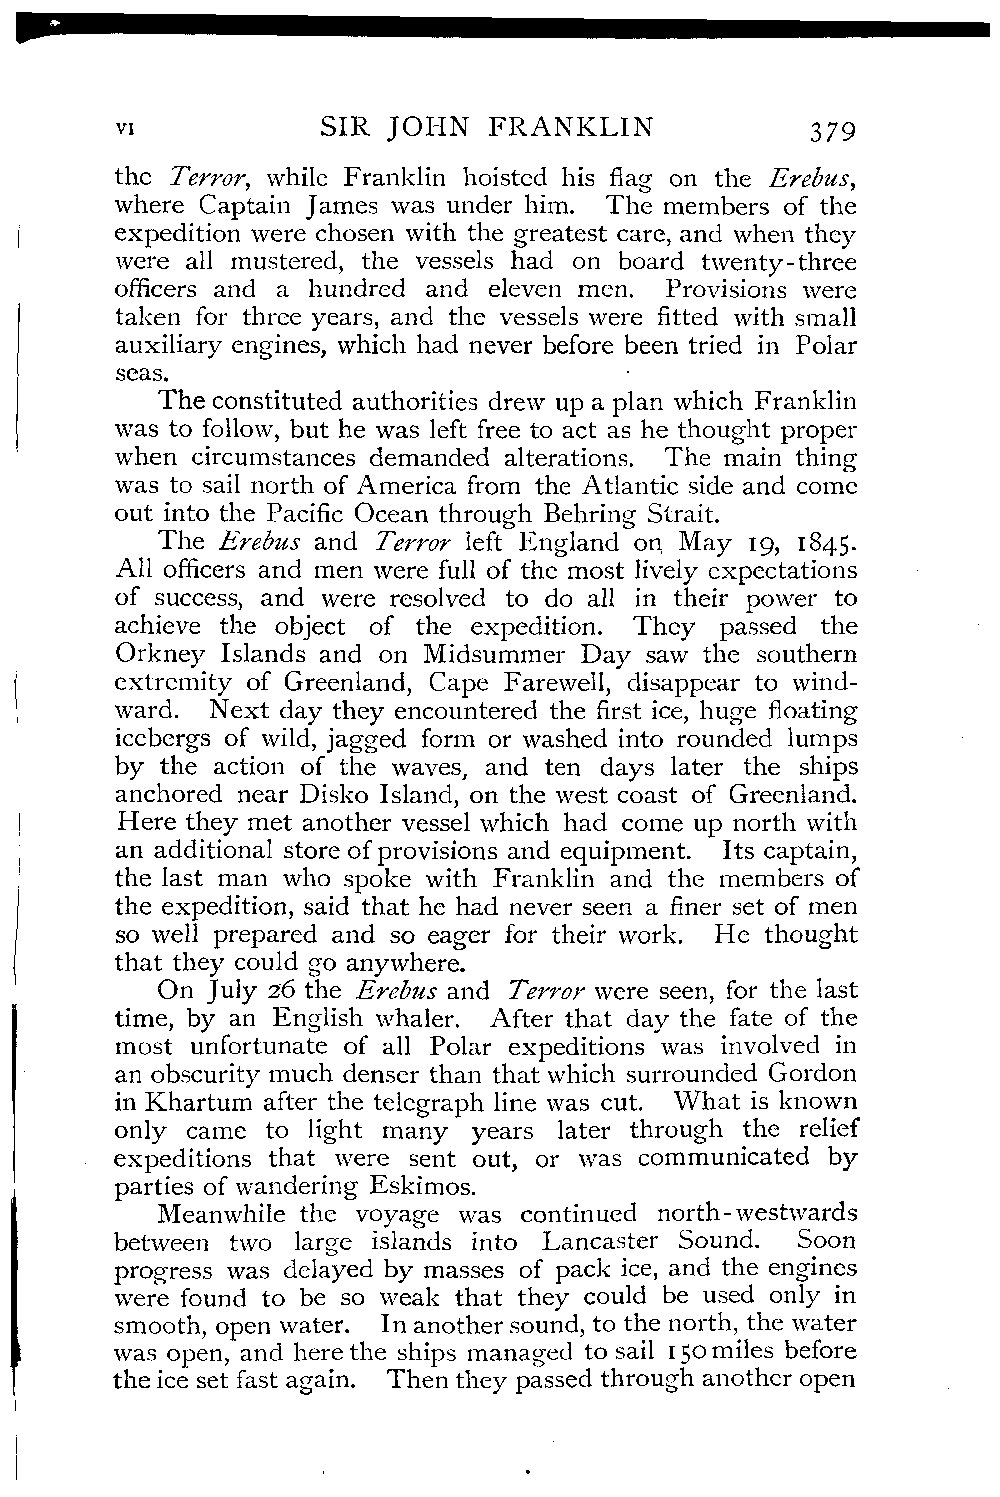 VI SIR JOHN FRANKLIN 379
the Terror, while Franklin hoisted his flag on the Erebus,
where Captain James was under him. The members of the
expedition were chosen with the greatest care, and when they
were all mustered, the vessels had on board twenty-three
officers and a hundred and eleven men. Provisions were
taken for three years, and the vessels were fitted with small
auxiliary engines, which had never before been tried in Polar
seas.
The constituted authorities drew up a plan which Franklin
was to follow, but he was left free to act as he thought proper
when circumstances demanded alterations. The main thing
was to sail north of America from the Atlantic side and come
out into the Pacific Ocean through Behring Strait.
The Erebus and Terror left England on May 19, 1845.
All officers and men were full of the most lively expectations
of success, and were resolved to do all in their power to
achieve the object of the expedition. They passed the
Orkney Islands and on Midsummer Day saw the southern
extremity of Greenland, Cape Farewell, disappear to wind-
ward. Next day they encountered the first ice, huge floating
icebergs of wild, jagged form or washed into rounded lumps
by the action of the waves, and ten days later the ships
anchored near Disko Island, on the west coast of Greenland.
Here they met another vessel which had come up north with
an additional store of provisions and equipment. Its captain,
the last man who spoke with Franklin and the members of
the expedition, said that he had never seen a finer set of men
so well prepared and so eager for their work. He thought
that they could go anywhere.
On July 26 the Erebus and Terror were seen, for the last
time, by an English whaler. After that day the fate of the
most unfortunate of all Polar expeditions was involved in
an obscurity much denser than that which surrounded Gordon
in Khartum after the telegraph line was cut. What is known
only came to light many years later through the relief
expeditions that were sent out, or was communicated by
parties of wandering Eskimos.
Meanwhile the voyage was continued north-westwards
between two large islands into Lancaster Sound. Soon
progress was delayed by masses of pack ice, and the engines
were found to be so weak that they could be used only in
smooth, open water. In another sound, to the north, the water
was open, and here the ships managed to sail 150 miles before
the ice set fast again. Then they passed through another open